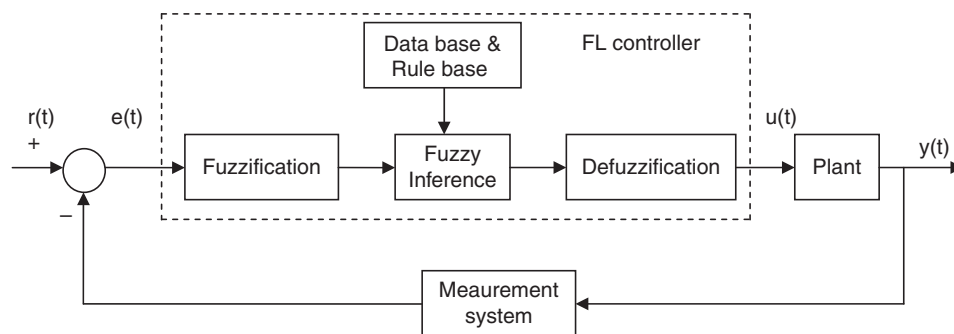 Data base &
Rule base
FL controller
r(t)
+
e(t)
Fuzzification
Fuzzy
Inference
Defuzzification
u(t)
Plant
y(t)
–
Meaurement
system